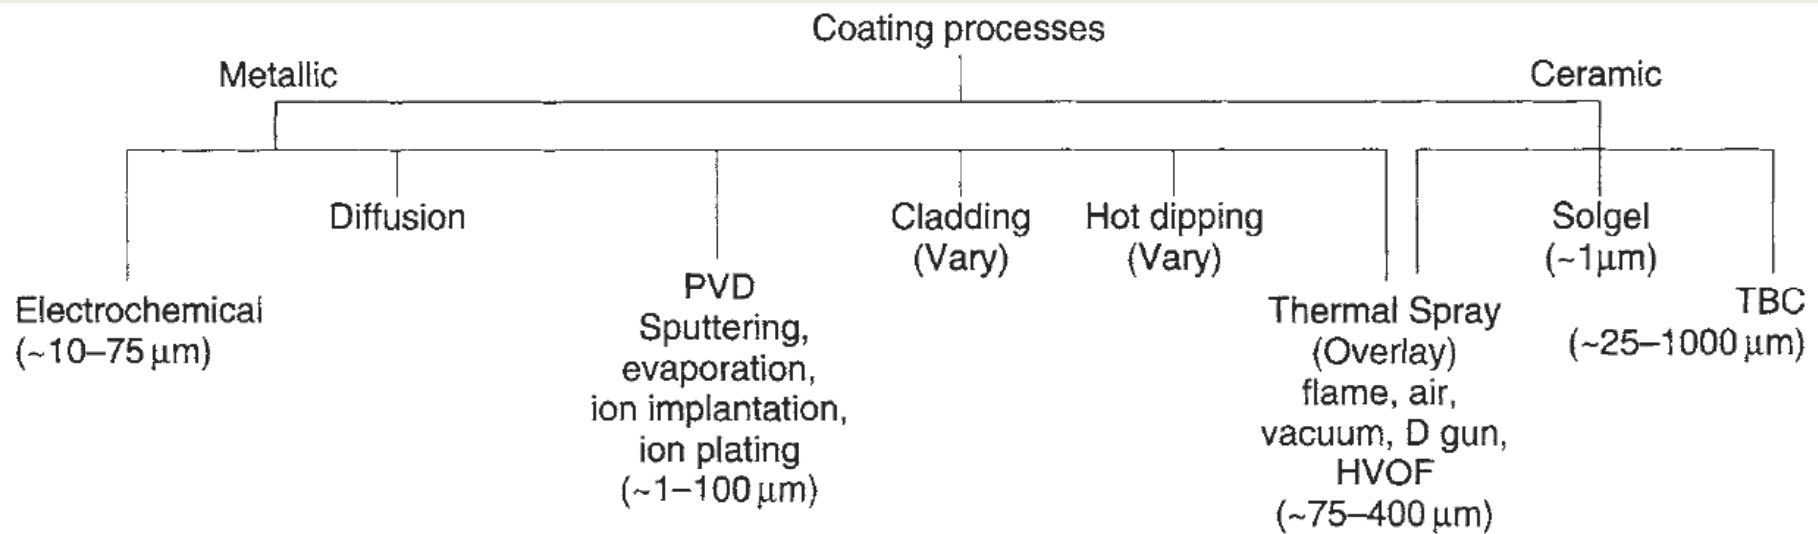 Coating processes
Metallic
Ceramic
Electrochemical
(~10–75 μm)
Diffusion
PVD
Sputtering,
evaporation,
ion implantation,
ion plating
(~1–100 μm)
Cladding
(Vary)
Hot dipping
(Vary)
Thermal Spray
(Overlay)
flame, air,
vacuum, D gun,
HVOF
(~75–400 μm)
Solgel
(~1μm)
TBC
(~25–1000 μm)